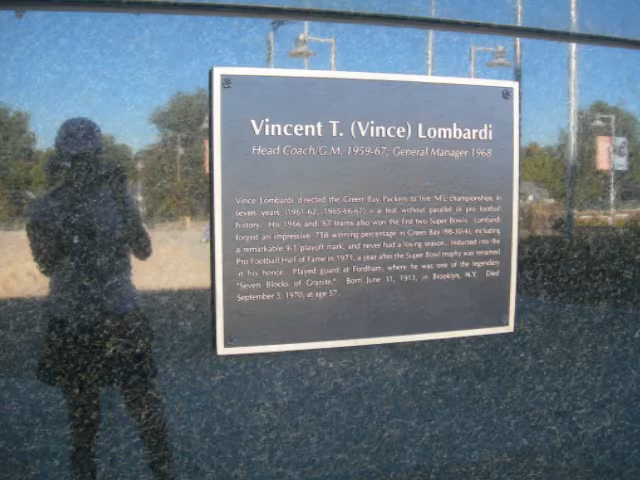 Vincent T. (Vince) Lombardi
Head Coach/G.M. 1959-67; General Manager 1968
Vince Lombardi directed the Green Bay Packers to five NFL championships in
seven years (1961-62, 1965-66-67) – a feat without parallel in pro football
history. His 1966 and '67 teams also won the first two Super Bowls. Lombardi
forged an impressive .758 winning percentage in Green Bay (98-30-4), including
a remarkable 9-1 playoff mark, and never had a losing season. Inducted into the
Pro Football Hall of Fame in 1971, a year after the Super Bowl trophy was renamed
in his honor. Played guard at Fordham, where he was one of the legendary
"Seven Blocks of Granite." Born June 11, 1913, in Brooklyn, N.Y. Died
September 3, 1970, at age 57.